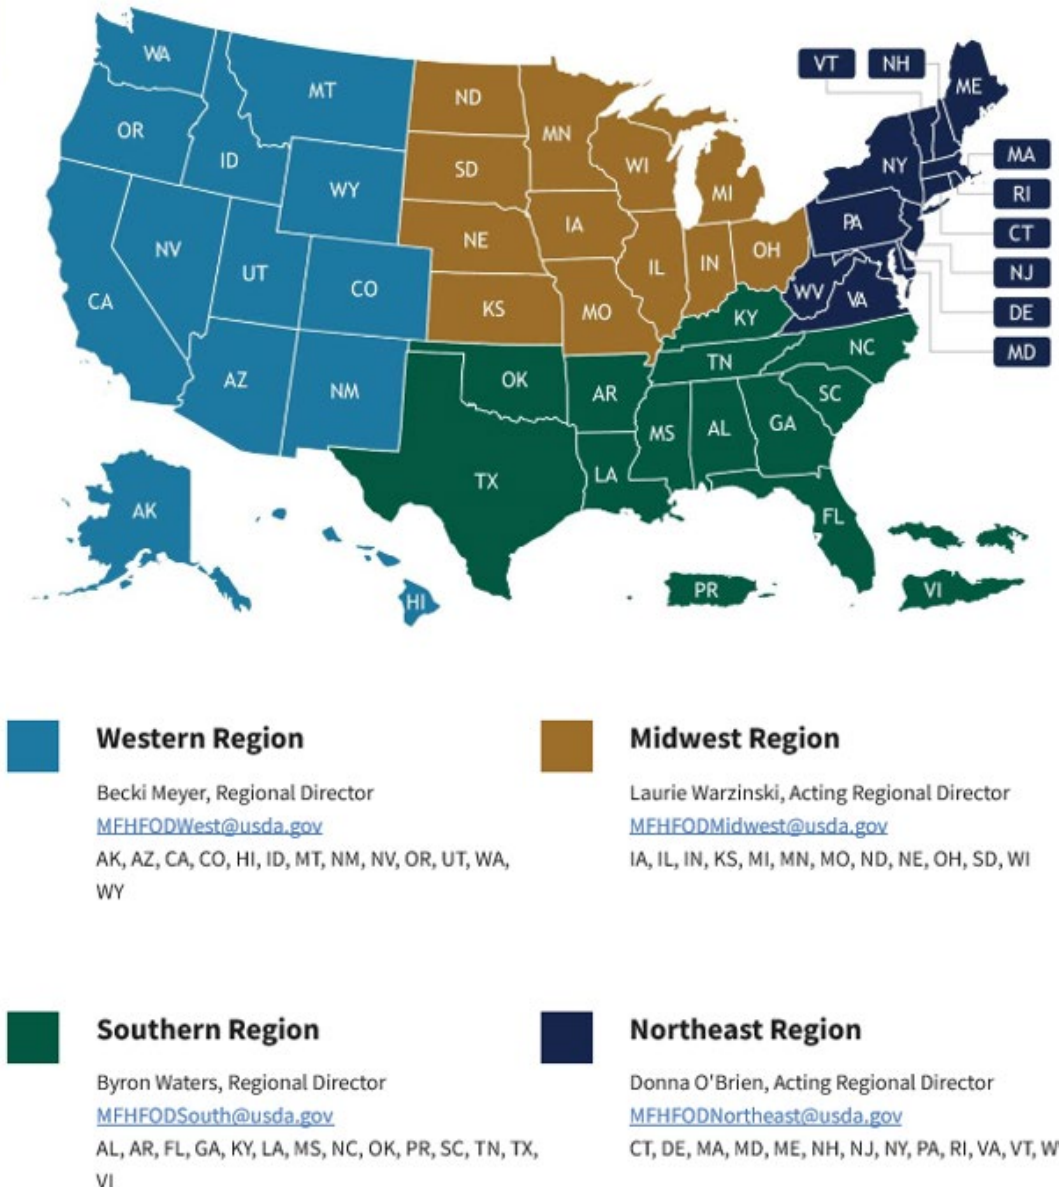 WA
MT
ND
MN
VT
NH
ME
OR
ID
SD
WI
MI
NY
MA
WY
RI
NE
IA
PA
CT
NV
UT
CO
IL
IN
OH
NJ
CA
KS
MO
WV
VA
DE
KY
MD
AZ
NM
OK
AR
TN
NC
SC
MS
AL
GA
TX
LA
AK
FL
HI
PR
VI
Western Region
Becki Meyer, Regional Director
MFHFODWest@usda.gov
AK, AZ, CA, CO, HI, ID, MT, NM, NV, OR, UT, WA,
WY
Midwest Region
Laurie Warzinski, Acting Regional Director
MFHFODMidwest@usda.gov
IA, IL, IN, KS, MI, MN, MO, ND, NE, OH, SD, WI
Southern Region
Byron Waters, Regional Director
MFHFODSouth@usda.gov
AL, AR, FL, GA, KY, LA, MS, NC, OK, PR, SC, TN, TX,
VI
Northeast Region
Donna O'Brien, Acting Regional Director
MFHFODNortheast@usda.gov
CT, DE, MA, MD, ME, NH, NJ, NY, PA, RI, VA, VT,